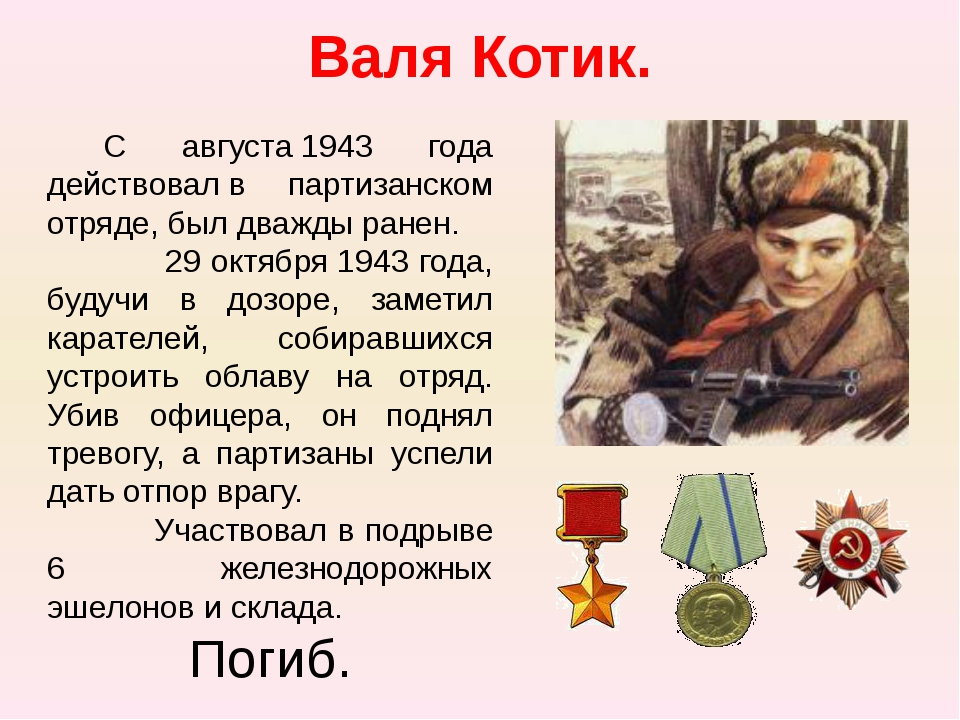 Валя Котик.
С августа 1943 года
действовал в партизанском
отряде, был дважды ранен.
29 октября 1943 года,
будучи в дозоре, заметил
карателей, собиравшихся
устроить облаву на отряд.
Убив офицера, он поднял
тревогу, а партизаны успели
дать отпор врагу.
Участвовал в подрыве
6 железнодорожных
эшелонов и склада.
Погиб.
ОТЕЧЕСТВЕННАЯ ВОЙНА